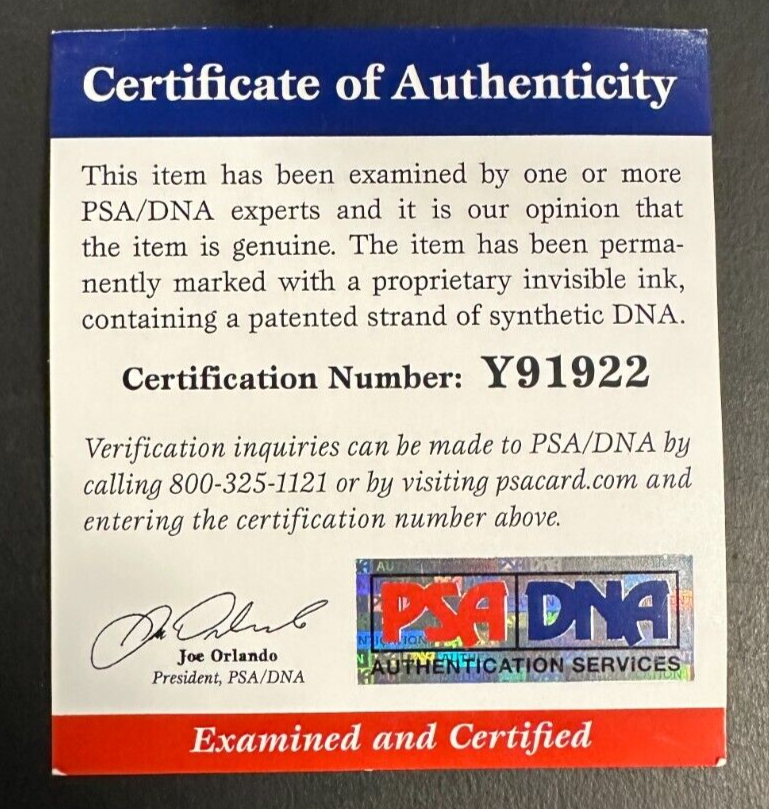 Certificate of Authenticity
This item has been examined by one or more
PSA/DNA experts and it is our opinion that
the item is genuine. The item has been perma-
nently marked with a proprietary invisible ink,
containing a patented strand of synthetic DNA.
Certification Number: Y91922
Verification inquiries can be made to PSA/DNA by
calling 800-325-1121 or by visiting psacard.com and
entering the certification number above.
Joe Orlando
President, PSA/DNA
PSA DNA
AUTHENTICATION SERVICES
Examined and Certified